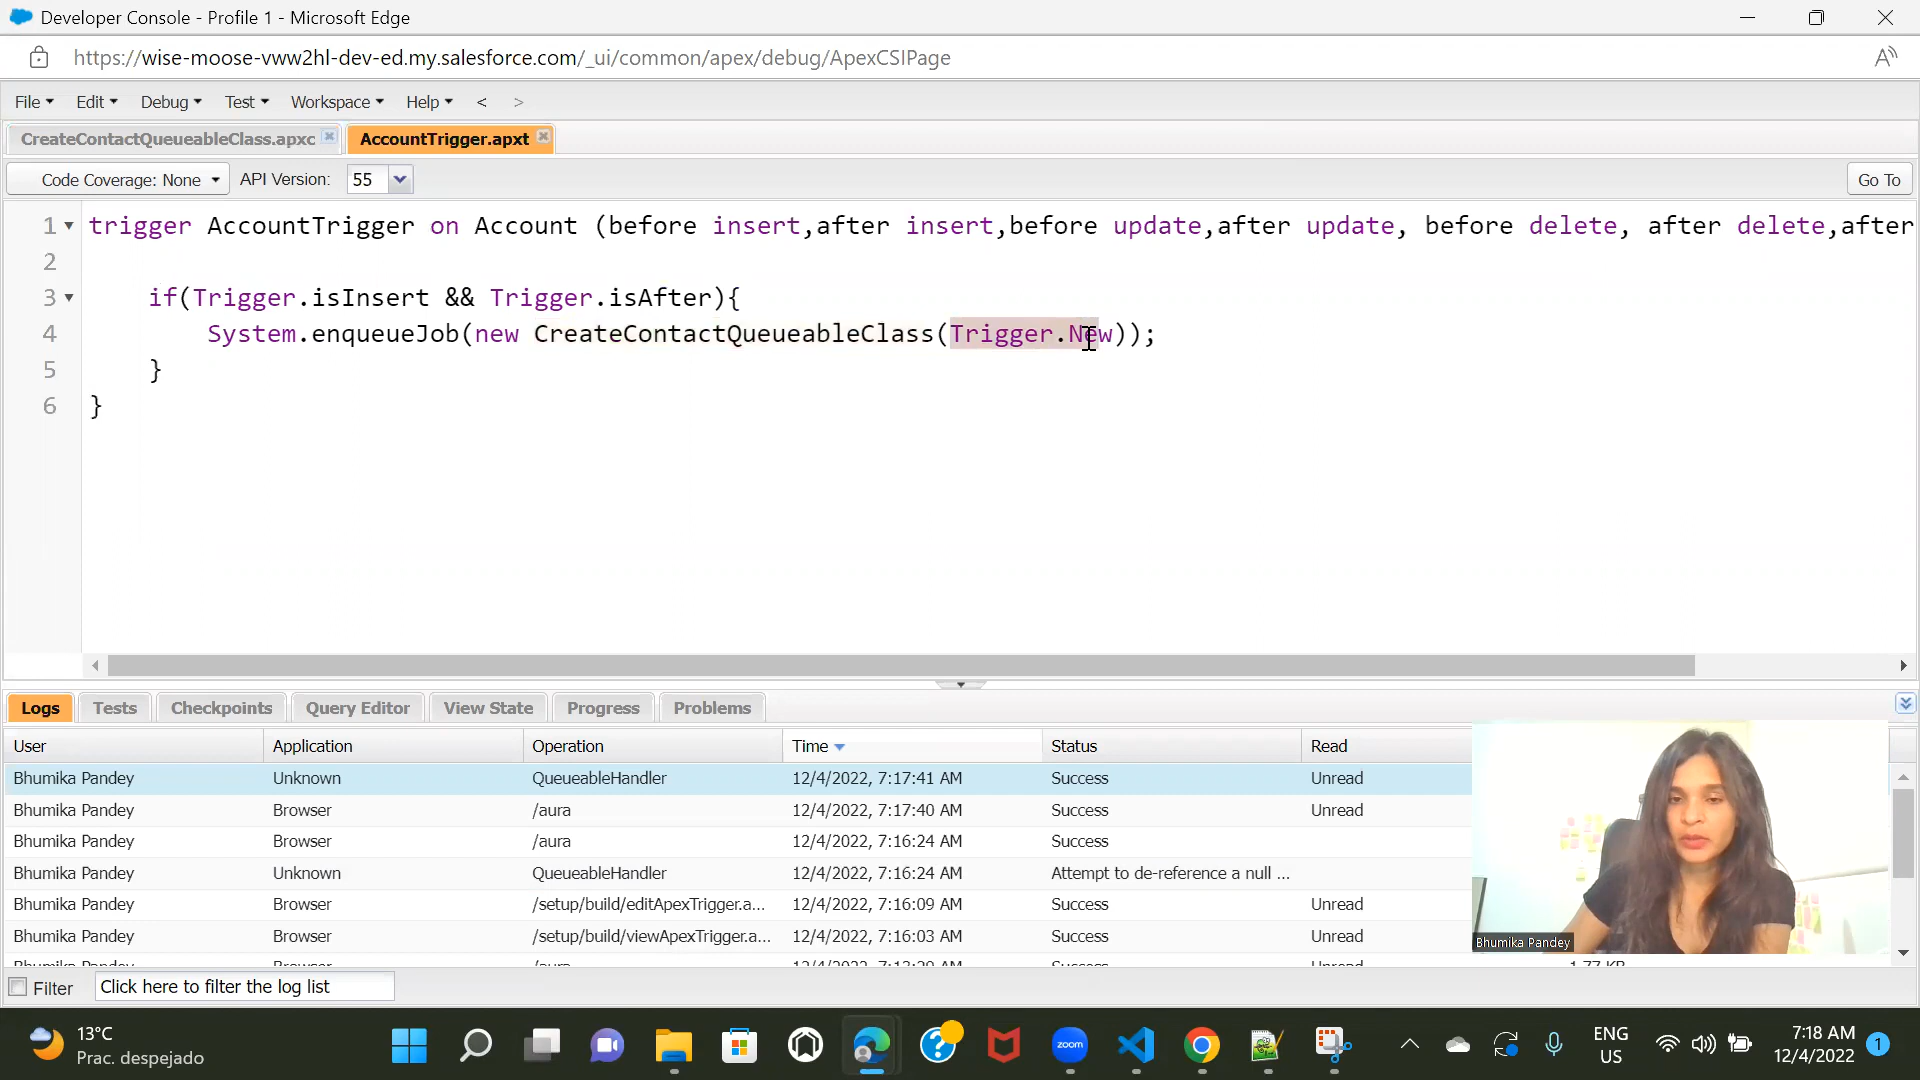 Developer Console - Profile 1 - Microsoft Edge
https://wise-moose-vww2hl-dev-ed.my.salesforce.com/_ui/common/apex/debug/ApexCSIPage
File Edit Debug Test Workspace Help < >
CreateContactQueueableClass.apxc AccountTrigger.apxt
Code Coverage: None API Version: 55 Go To
1 trigger AccountTrigger on Account (before insert,after insert,before update,after update, before delete, after delete,after
2
3 if(Trigger.isInsert && Trigger.isAfter){
4 System.enqueueJob(new CreateContactQueueableClass(Trigger.New));
5 }
6 }
Logs Tests Checkpoints Query Editor View State Progress Problems
User Application Operation Time Status Read
Bhumika Pandey Unknown QueueableHandler 12/4/2022, 7:17:41 AM Success Unread
Bhumika Pandey Browser /aura 12/4/2022, 7:17:40 AM Success Unread
Bhumika Pandey Browser /aura 12/4/2022, 7:16:24 AM Success
Bhumika Pandey Unknown QueueableHandler 12/4/2022, 7:16:24 AM Attempt to de-reference a null ...
Bhumika Pandey Browser /setup/build/editApexTrigger.a... 12/4/2022, 7:16:09 AM Success Unread
Bhumika Pandey Browser /setup/build/viewApexTrigger.a... 12/4/2022, 7:16:03 AM Success Unread
Bhumika Pandey
Filter Click here to filter the log list
13°C
Prac. despejado
zoom
ENG
US
7:18 AM
12/4/2022
1